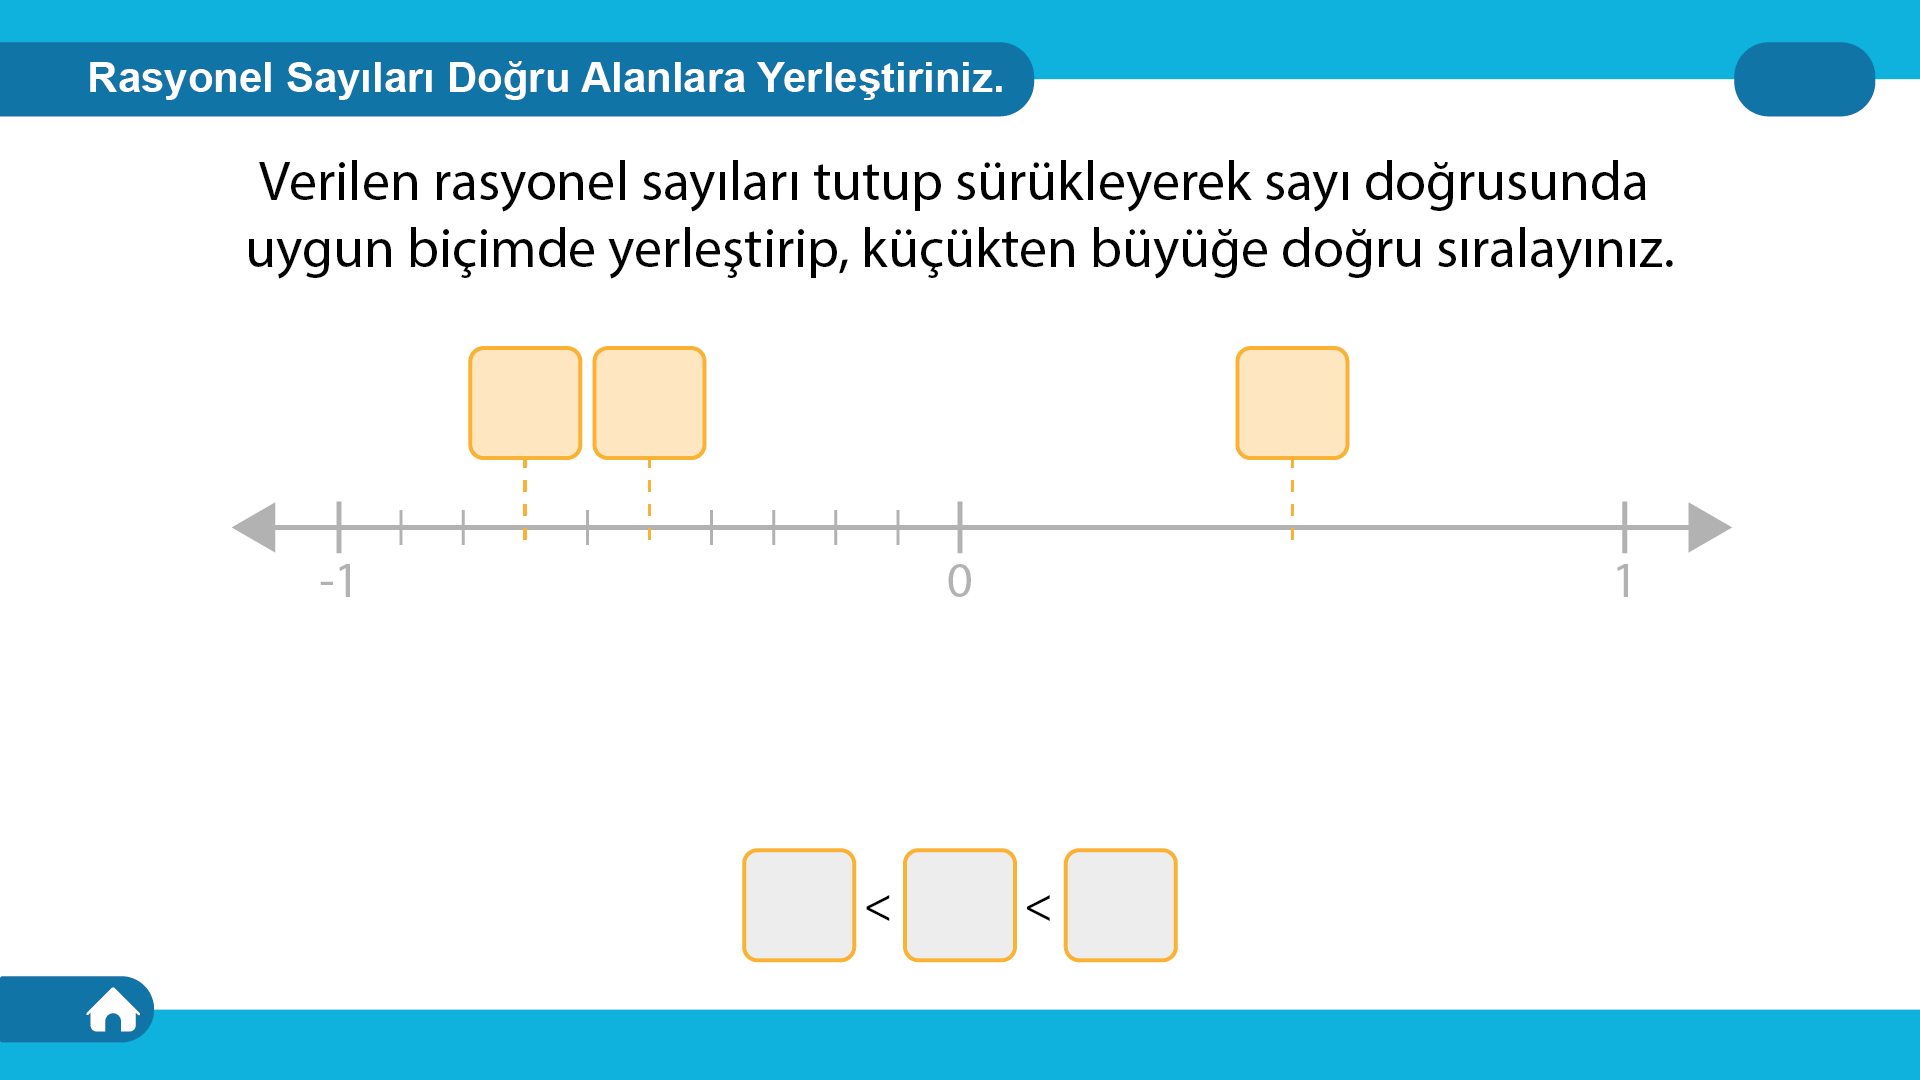 Rasyonel Sayıları Doğru Alanlara Yerleştiriniz.
Verilen rasyonel sayıları tutup sürükleyerek sayı doğrusunda
uygun biçimde yerleştirip, küçükten büyüğe doğru sıralayınız.
-1 0 1
< <